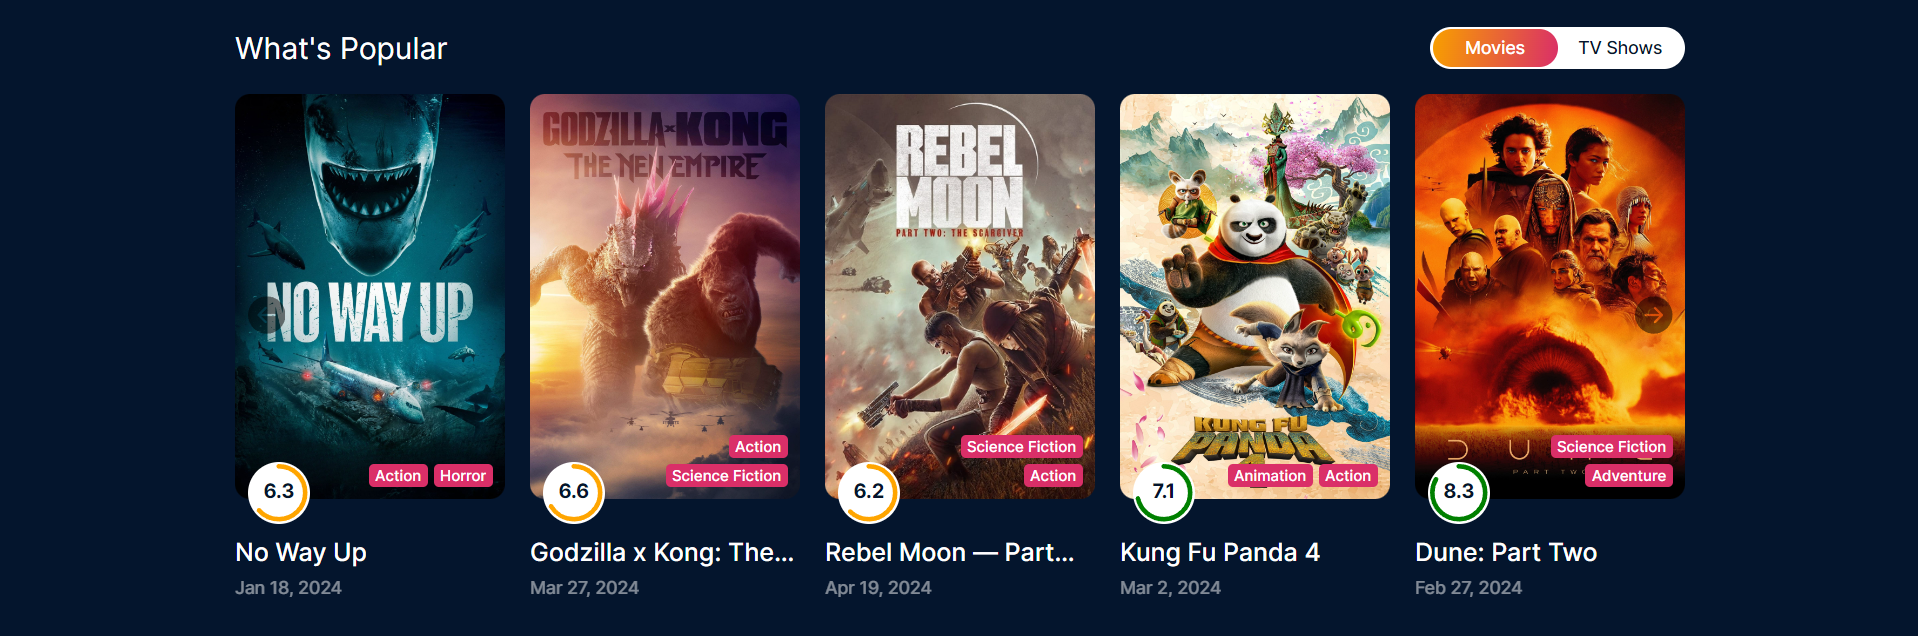 What's Popular
Movies
TV Shows
NO WAY UP
Action
Horror
6.3
No Way Up
Jan 18, 2024
GODZILLA x KONG
THE NEW EMPIRE
Action
Science Fiction
6.6
Godzilla x Kong: The...
Mar 27, 2024
REBEL
MOON
PART TWO: THE SCARGIVER
Science Fiction
Action
6.2
Rebel Moon — Part...
Apr 19, 2024
KUNG FU
PANDA
Animation
Action
7.1
Kung Fu Panda 4
Mar 2, 2024
D U
PART TWO
Science Fiction
Adventure
8.3
Dune: Part Two
Feb 27, 2024